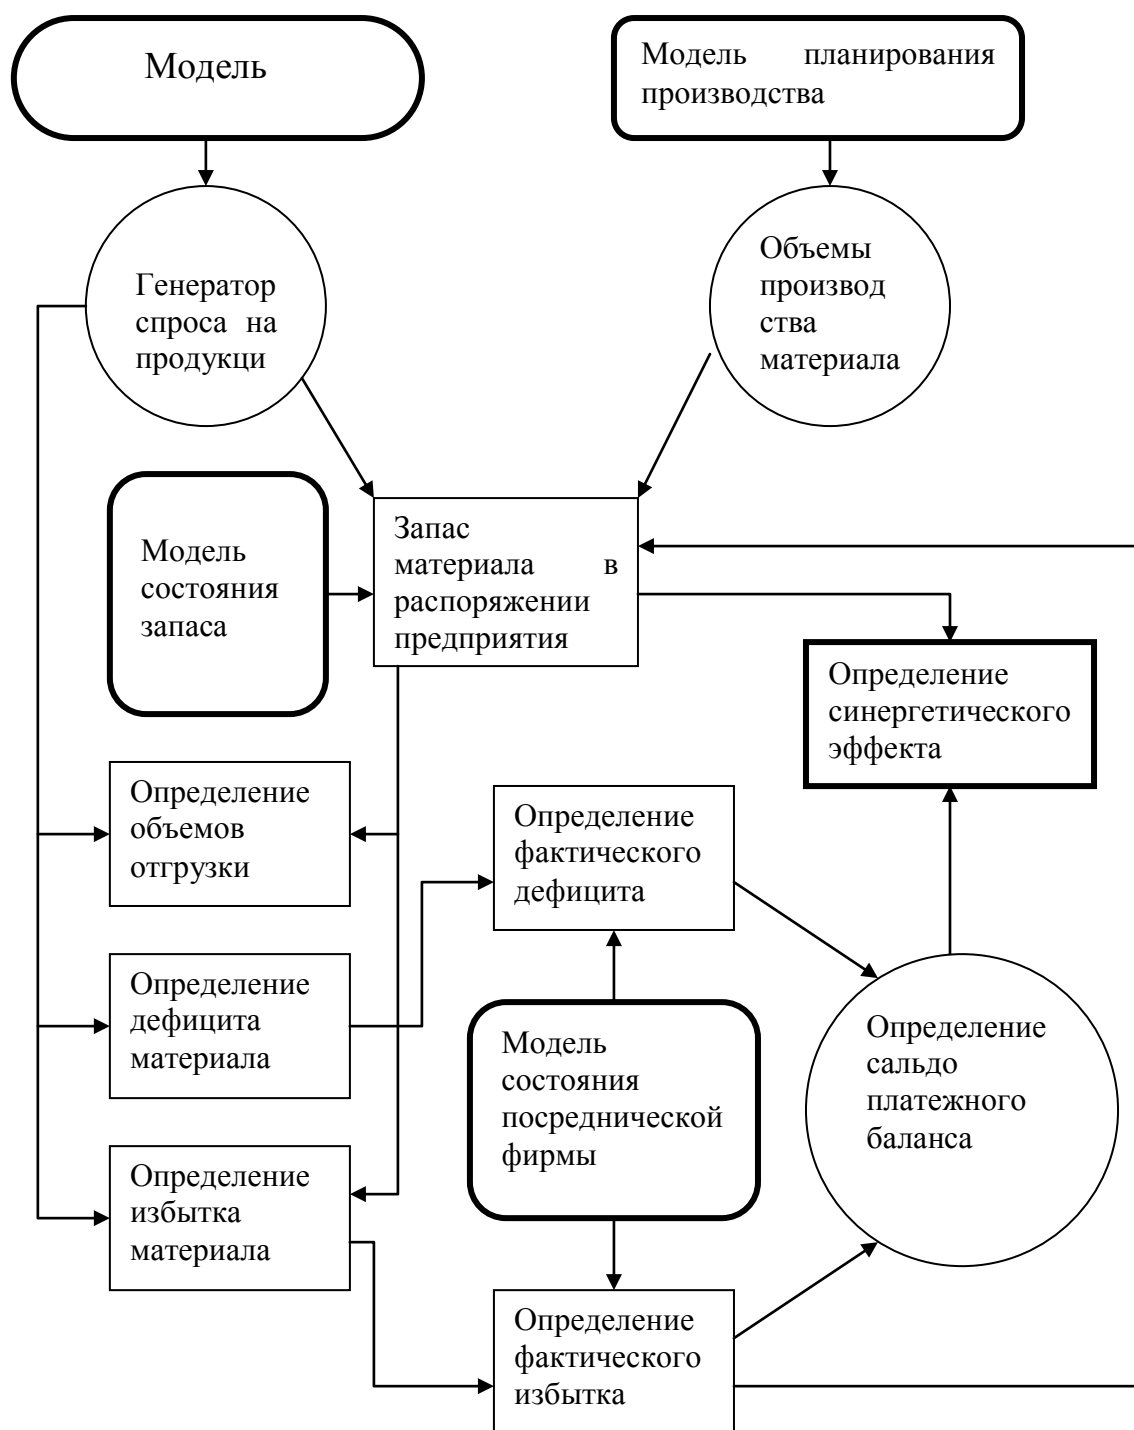 Модель
Модель планирования
производства
Генератор
спроса на
продукци
Объемы
производ
ства
материала
Модель
состояния
запаса
Запас
материала в
распоряжении
предприятия
Определение
синергетического
эффекта
Определение
объемов
отгрузки
Определение
фактического
дефицита
Определение
дефицита
материала
Модель
состояния
посреднической
фирмы
Определение
сальдо
платежного
баланса
Определение
избытка
материала
Определение
фактического
избытка